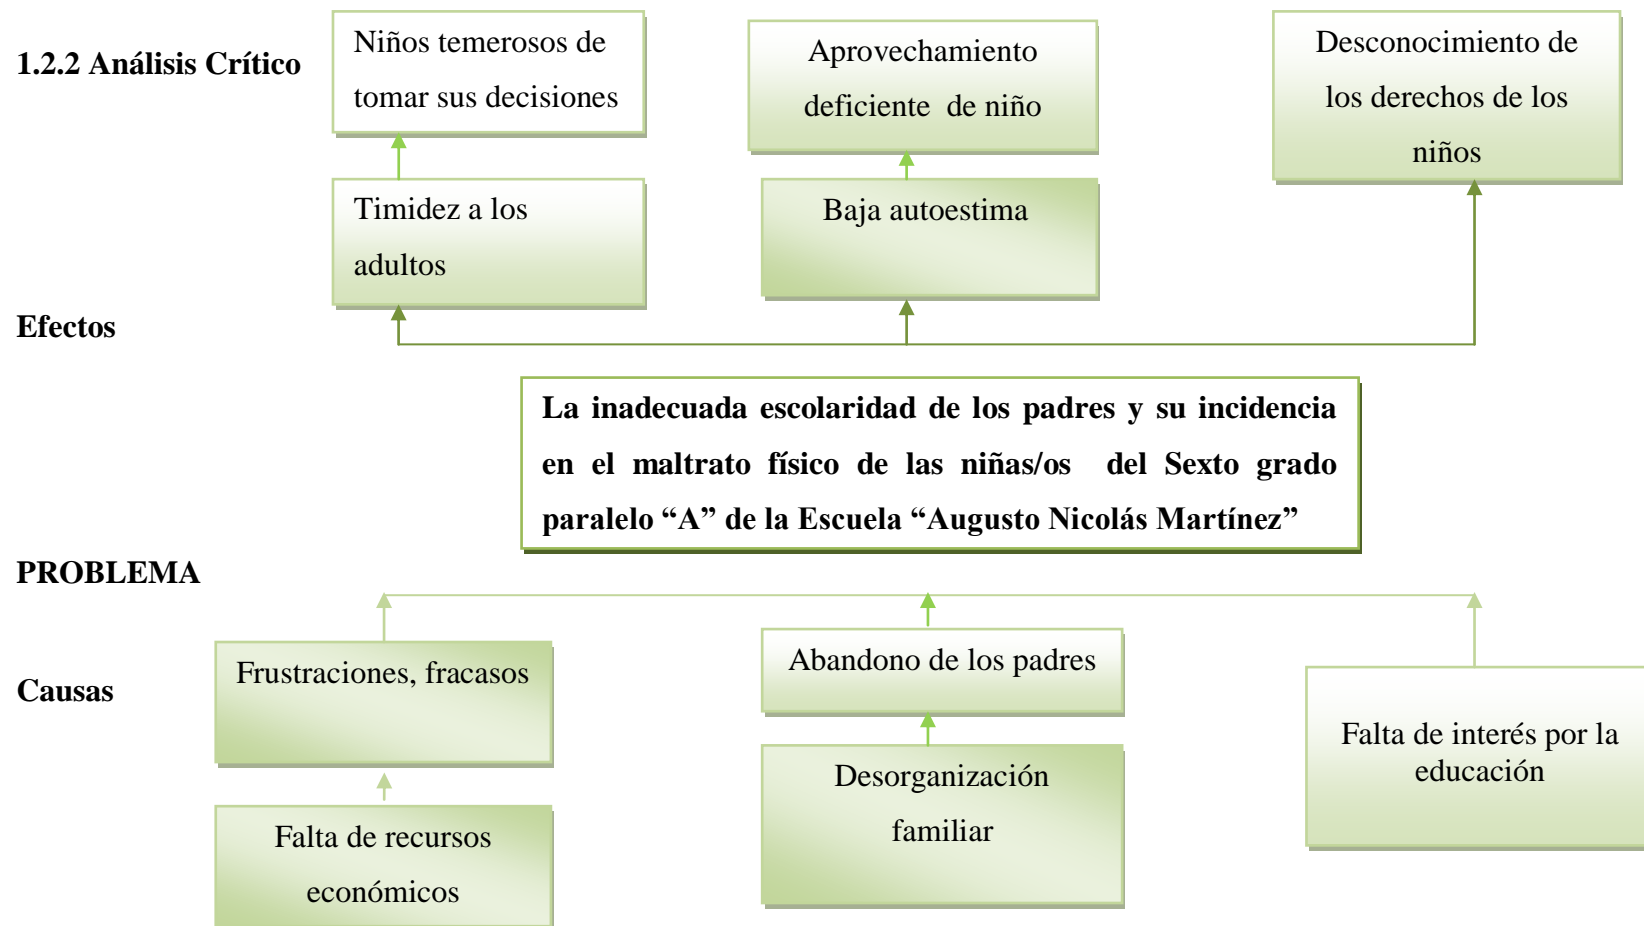 1.2.2 Análisis Crítico
Niños temerosos de
tomar sus decisiones
Aprovechamiento
deficiente  de niño
Desconocimiento de
los derechos de los
niños
Timidez a los
adultos
Baja autoestima
Efectos
La inadecuada escolaridad de los padres y su incidencia
en el maltrato físico de las niñas/os  del Sexto grado
paralelo “A” de la Escuela “Augusto Nicolás Martínez”
PROBLEMA
Causas
Frustraciones, fracasos
Abandono de los padres
Falta de interés por la
educación
Falta de recursos
económicos
Desorganización
familiar